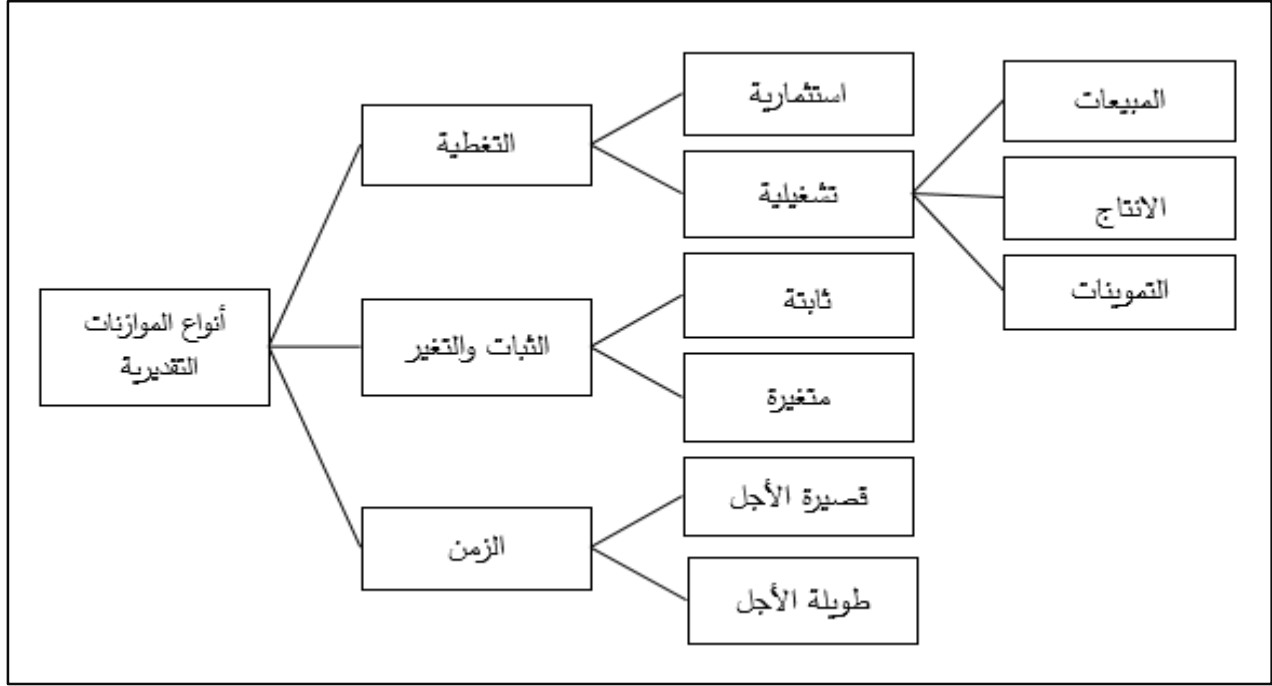 أنواع الموازنات
التقديرية
التغطية
استثمارية
تشغيلية
المبيعات
الانتاج
التموينات
الثبات والتغير
ثابتة
متغيرة
الزمن
قصيرة الأجل
طويلة الأجل